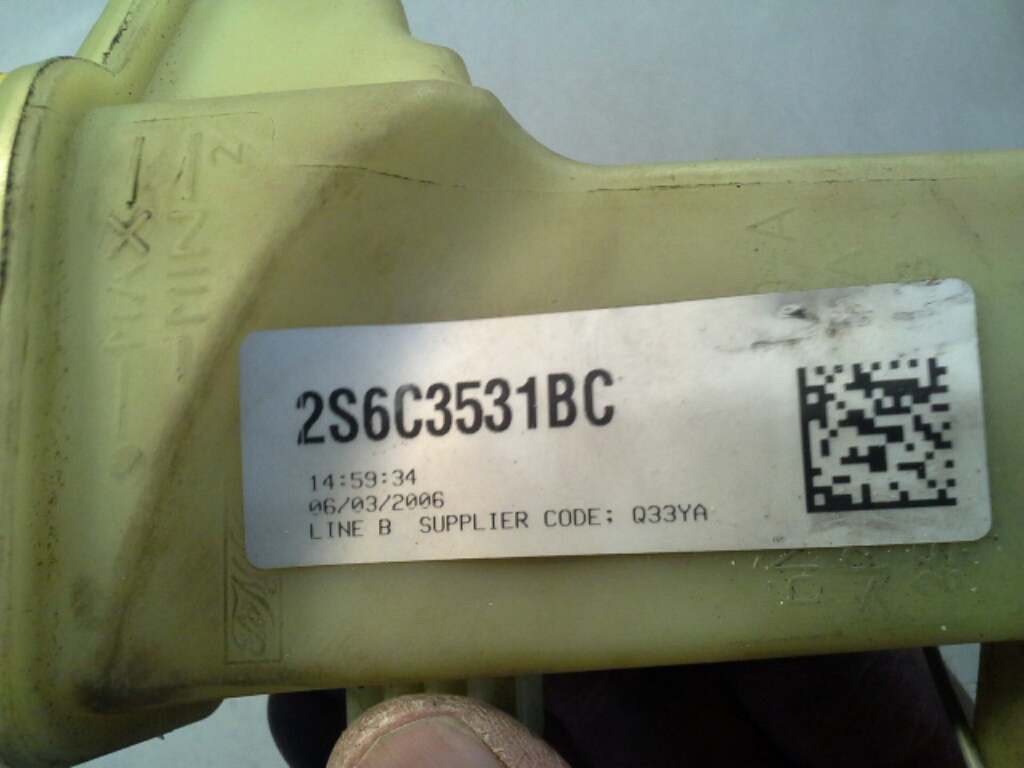 MAX
MIN
2S6C3531BC
14:59:34
06/03/2006
LINE B SUPPLIER CODE; Q33YA